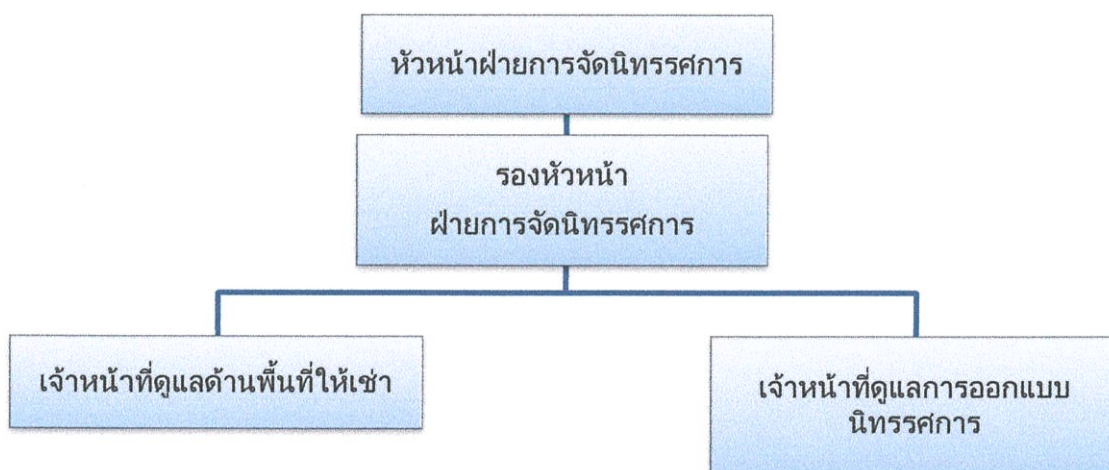 หัวหน้าฝ่ายการจัดนิทรรศการ
รองหัวหน้า
ฝ่ายการจัดนิทรรศการ
เจ้าหน้าที่ดูแลด้านพื้นที่ให้เช่า
เจ้าหน้าที่ดูแลการออกแบบ
นิทรรศการ